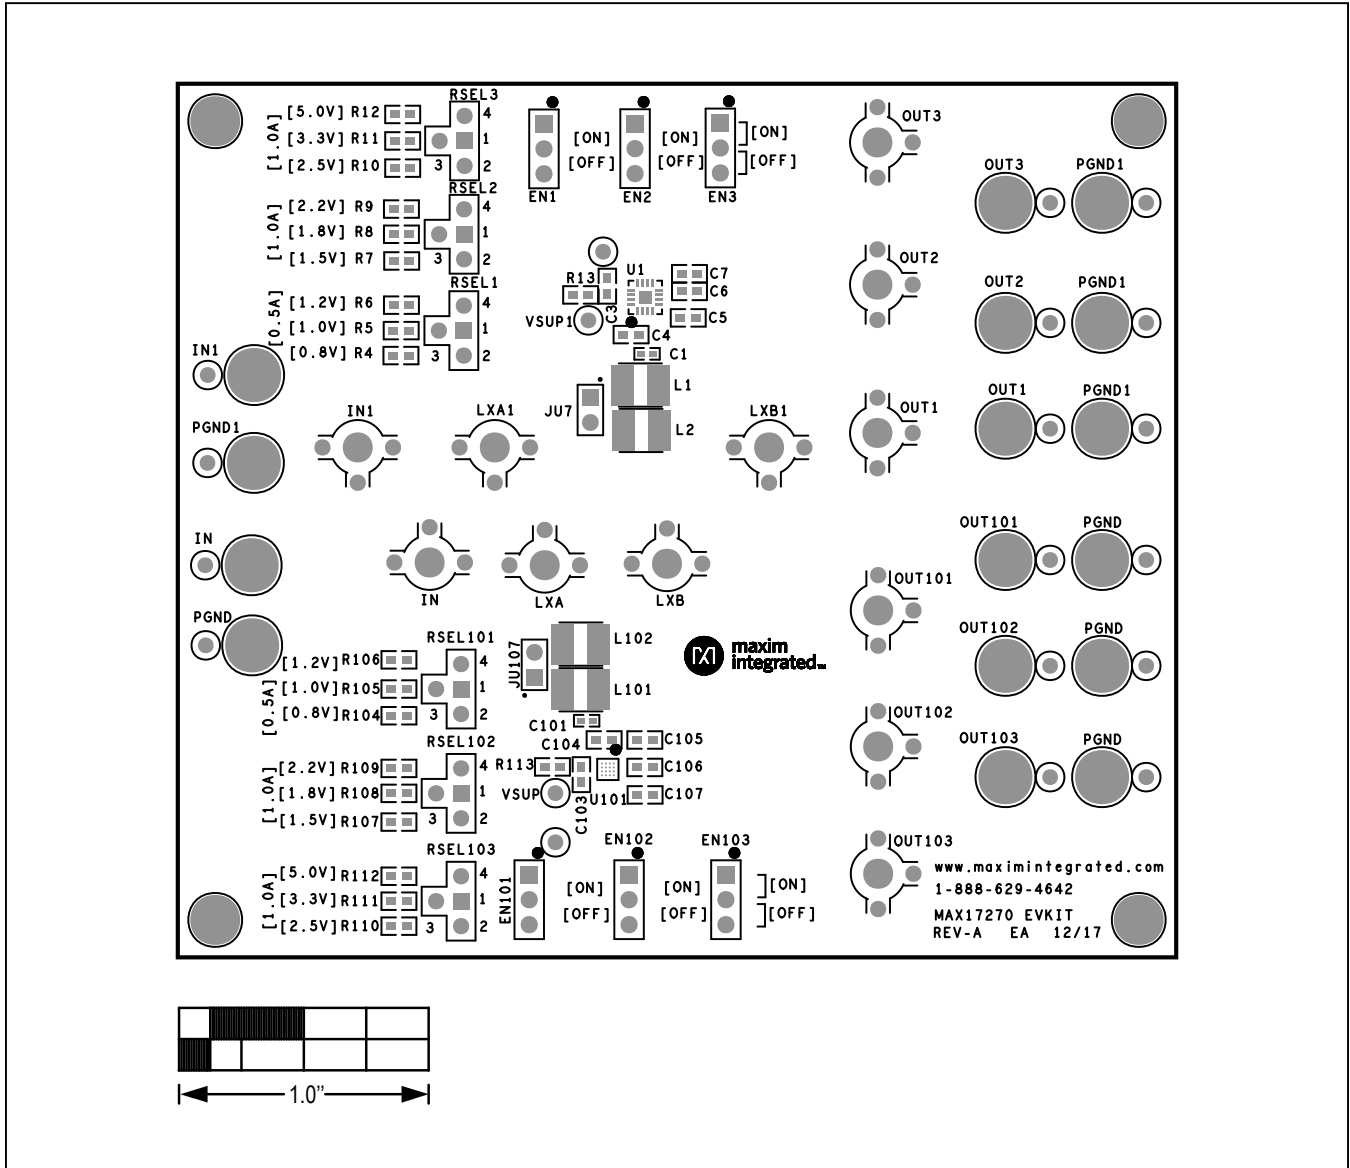 RSEL3
[5.0V] R12
4
[3.3V] R11
1
[2.5V] R10
3
2
[1.0A]
EN1
[ON]
[OFF]
EN2
[ON]
[OFF]
EN3
[ON]
[OFF]
OUT3
OUT3
PGND1
RSEL2
[2.2V] R9
4
[1.8V] R8
1
[1.5V] R7
3
2
[1.0A]
OUT2
OUT2
PGND1
RSEL1
[1.2V] R6
4
[1.0V] R5
1
[0.8V] R4
3
2
[0.5A]
R13
U1
C7
C6
C3
C5
VSUP1
C4
C1
L1
JU7
L2
IN1
PGND1
IN1
LXA1
LXB1
OUT1
OUT1
PGND1
IN
PGND
IN
LXA
LXB
OUT101
OUT101
PGND
RSEL101
[1.2V] R106
4
[1.0V] R105
1
[0.8V] R104
3
2
[0.5A]
JU107
L102
L101
maxim
integrated™
OUT102
PGND
OUT102
C101
C104
C105
R113
C106
VSUP
U101
C107
C103
RSEL102
[2.2V] R109
4
[1.8V] R108
1
[1.5V] R107
3
2
[1.0A]
OUT103
PGND
OUT103
RSEL103
[5.0V] R112
4
[3.3V] R111
1
[2.5V] R110
3
2
[1.0A]
EN101
[ON]
[OFF]
EN102
[ON]
[OFF]
EN103
[ON]
[OFF]
www.maximintegrated.com
1-888-629-4642
MAX17270 EVKIT
REV-A EA 12/17
1.0”